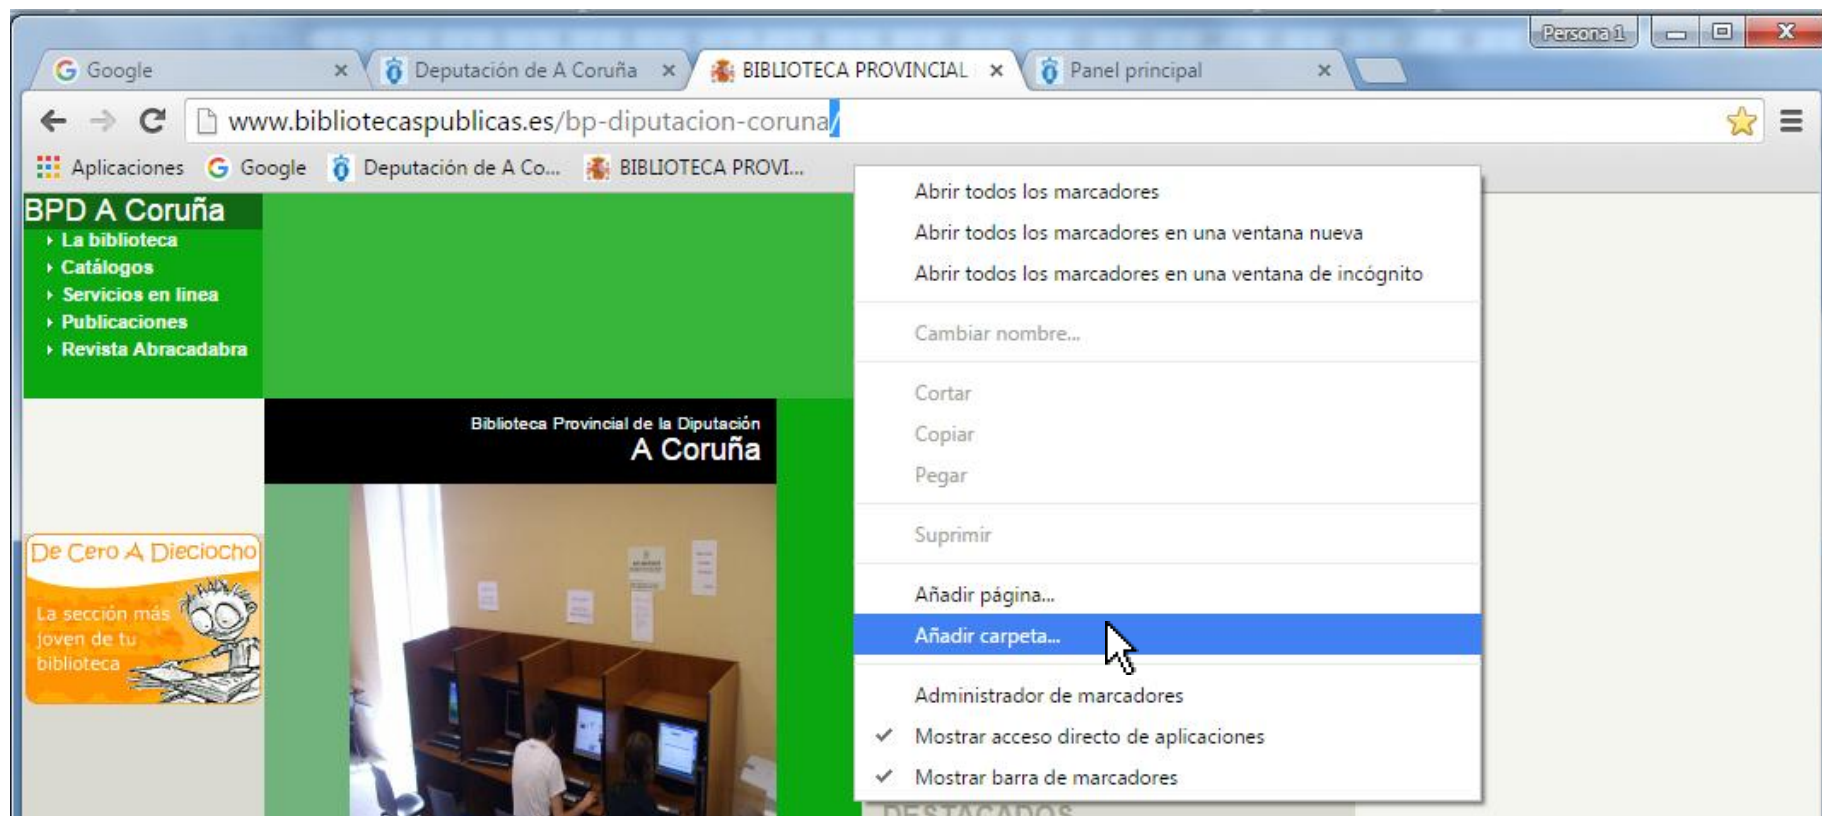 Persona 1
Google
Deputación de A Coruña
BIBLIOTECA PROVINCIAL
Panel principal
www.bibliotecaspublicas.es/bp-diputacion-coruna/
Aplicaciones
Google
Deputación de A Co...
BIBLIOTECA PROVI...
BPD A Coruña
La biblioteca
Catálogos
Servicios en linea
Publicaciones
Revista Abracadabra
Biblioteca Provincial de la Diputación
A Coruña
De Cero A Dieciocho
La sección más
joven de tu
biblioteca
Abrir todos los marcadores
Abrir todos los marcadores en una ventana nueva
Abrir todos los marcadores en una ventana de incógnito
Cambiar nombre...
Cortar
Copiar
Pegar
Suprimir
Añadir página...
Añadir carpeta...
Administrador de marcadores
Mostrar acceso directo de aplicaciones
Mostrar barra de marcadores
DESTACADOS